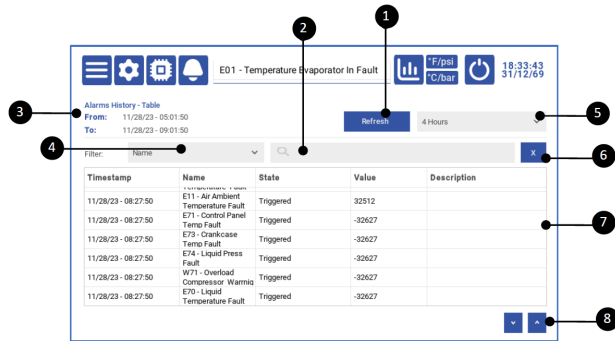 1
2
E01 - Temperature Evaporator In Fault
°F/psi
°C/bar
18:33:43
31/12/69
3
Alarms History - Table
From: 11/28/23 - 05:01:50
To: 11/28/23 - 09:01:50
Refresh
4 Hours
5
4
Filter:
Name
X
6
Timestamp Name State Value Description
Temperature Fault
11/28/23 - 08:27:50 E11 - Air Ambient Triggered 32512
Temperature Fault
11/28/23 - 08:27:50 E71 - Control Panel Triggered -32627
Temp Fault
7
11/28/23 - 08:27:50 E73 - Crankcase Triggered -32627
Temp Fault
11/28/23 - 08:27:50 E74 - Liquid Press Triggered -32627
Fault
11/28/23 - 08:27:50 W71 - Overload Triggered -32627
Compressor Warning
11/28/23 - 08:27:50 E70 - Liquid Triggered -32627
Temperature Fault
8